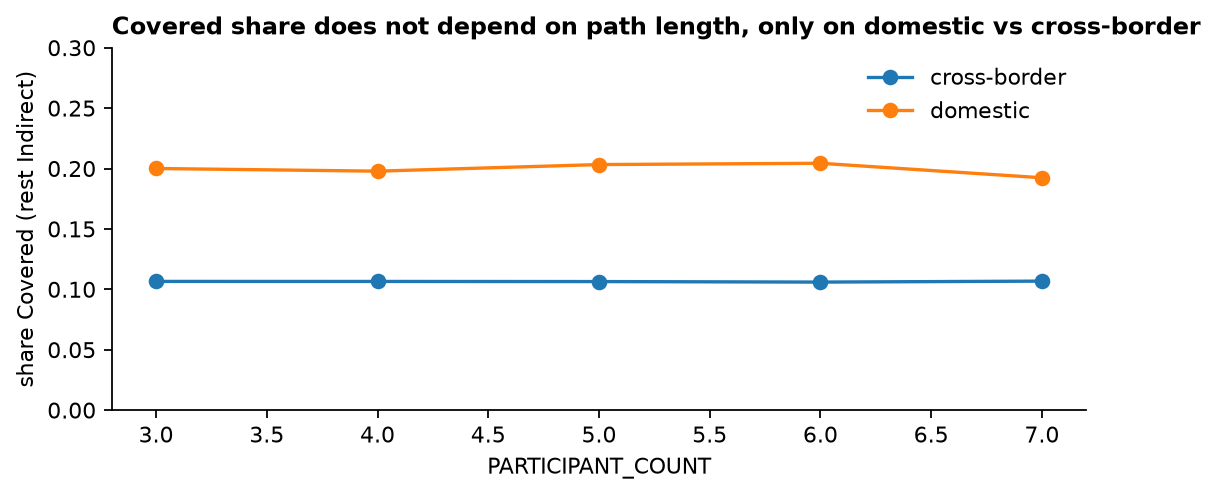 Covered share does not depend on path length, only on domestic vs cross-border
share Covered (rest Indirect)
0.30
0.25
0.20
0.15
0.10
0.05
0.00
cross-border
domestic
3.0 3.5 4.0 4.5 5.0 5.5 6.0 6.5 7.0
PARTICIPANT_COUNT